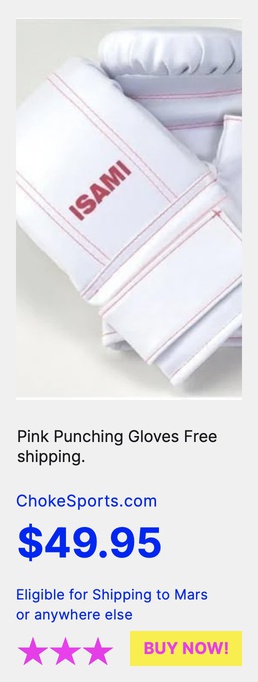 ISAMI
Pink Punching Gloves Free
shipping.
ChokeSports.com
$49.95
Eligible for Shipping to Mars
or anywhere else
BUY NOW!